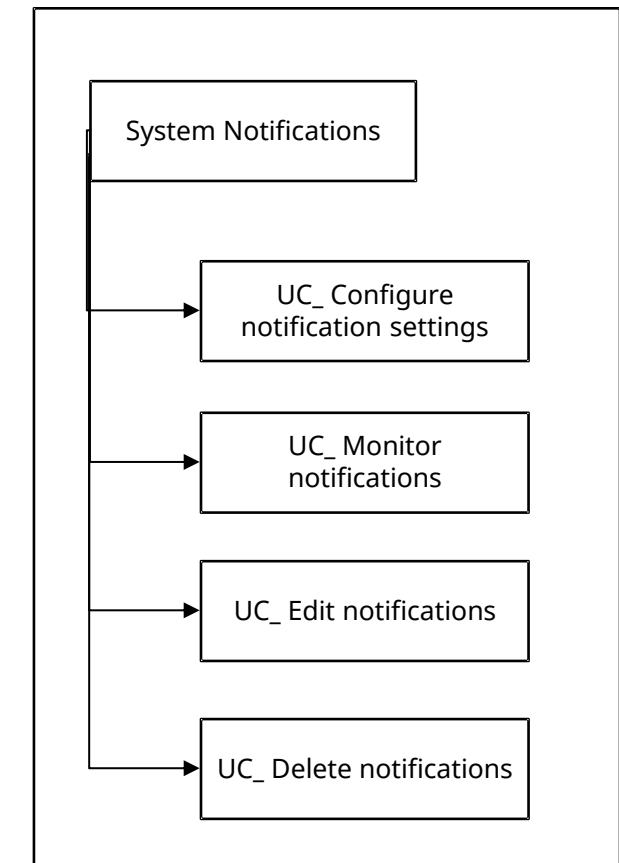 System Notifications
UC_ Configure
notification settings
UC_ Monitor
notifications
UC_ Edit notifications
UC_ Delete notifications